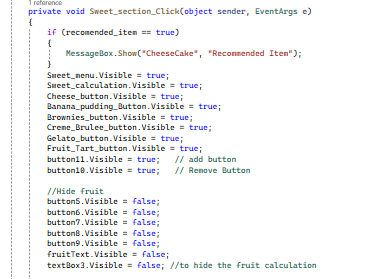 1 reference
private void Sweet_section_Click(object sender, EventArgs e)
{
if (recomended_item == true)
{
MessageBox.Show("CheeseCake", "Recommended Item");
}
Sweet_menu.Visible = true;
Sweet_calculation.Visible = true;
Cheese_button.Visible = true;
Banana_pudding_Button.Visible = true;
Brownies_button.Visible = true;
Creme_Brulee_button.Visible = true;
Gelato_button.Visible = true;
Fruit_Tart_button.Visible = true;
button11.Visible = true; // add button
button10.Visible = true; // Remove Button
//Hide fruit
button5.Visible = false;
button6.Visible = false;
button7.Visible = false;
button8.Visible = false;
button9.Visible = false;
fruitText.Visible = false;
textBox3.Visible = false; //to hide the fruit calculation